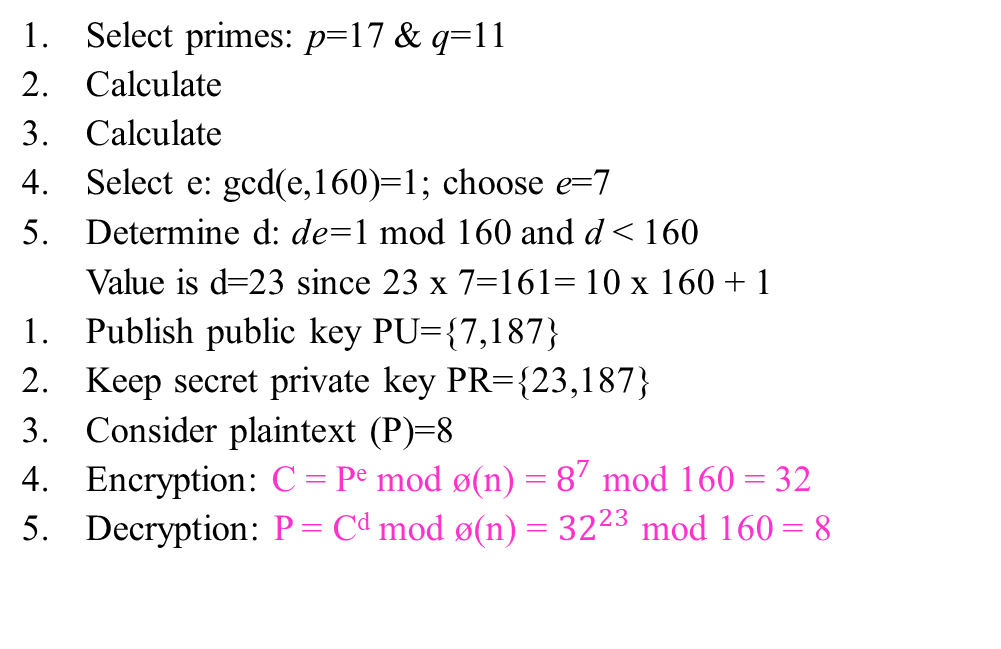 1. Select primes: p=17 & q=11
2. Calculate
3. Calculate
4. Select e: gcd(e,160)=1; choose e=7
5. Determine d: de=1 mod 160 and d < 160
Value is d=23 since 23 x 7=161= 10 x 160 + 1
1. Publish public key PU={7,187}
2. Keep secret private key PR={23,187}
3. Consider plaintext (P)=8
4. Encryption: C = Pᵉ mod ø(n) = 8⁷ mod 160 = 32
5. Decryption: P = Cᵈ mod ø(n) = 32²³ mod 160 = 8